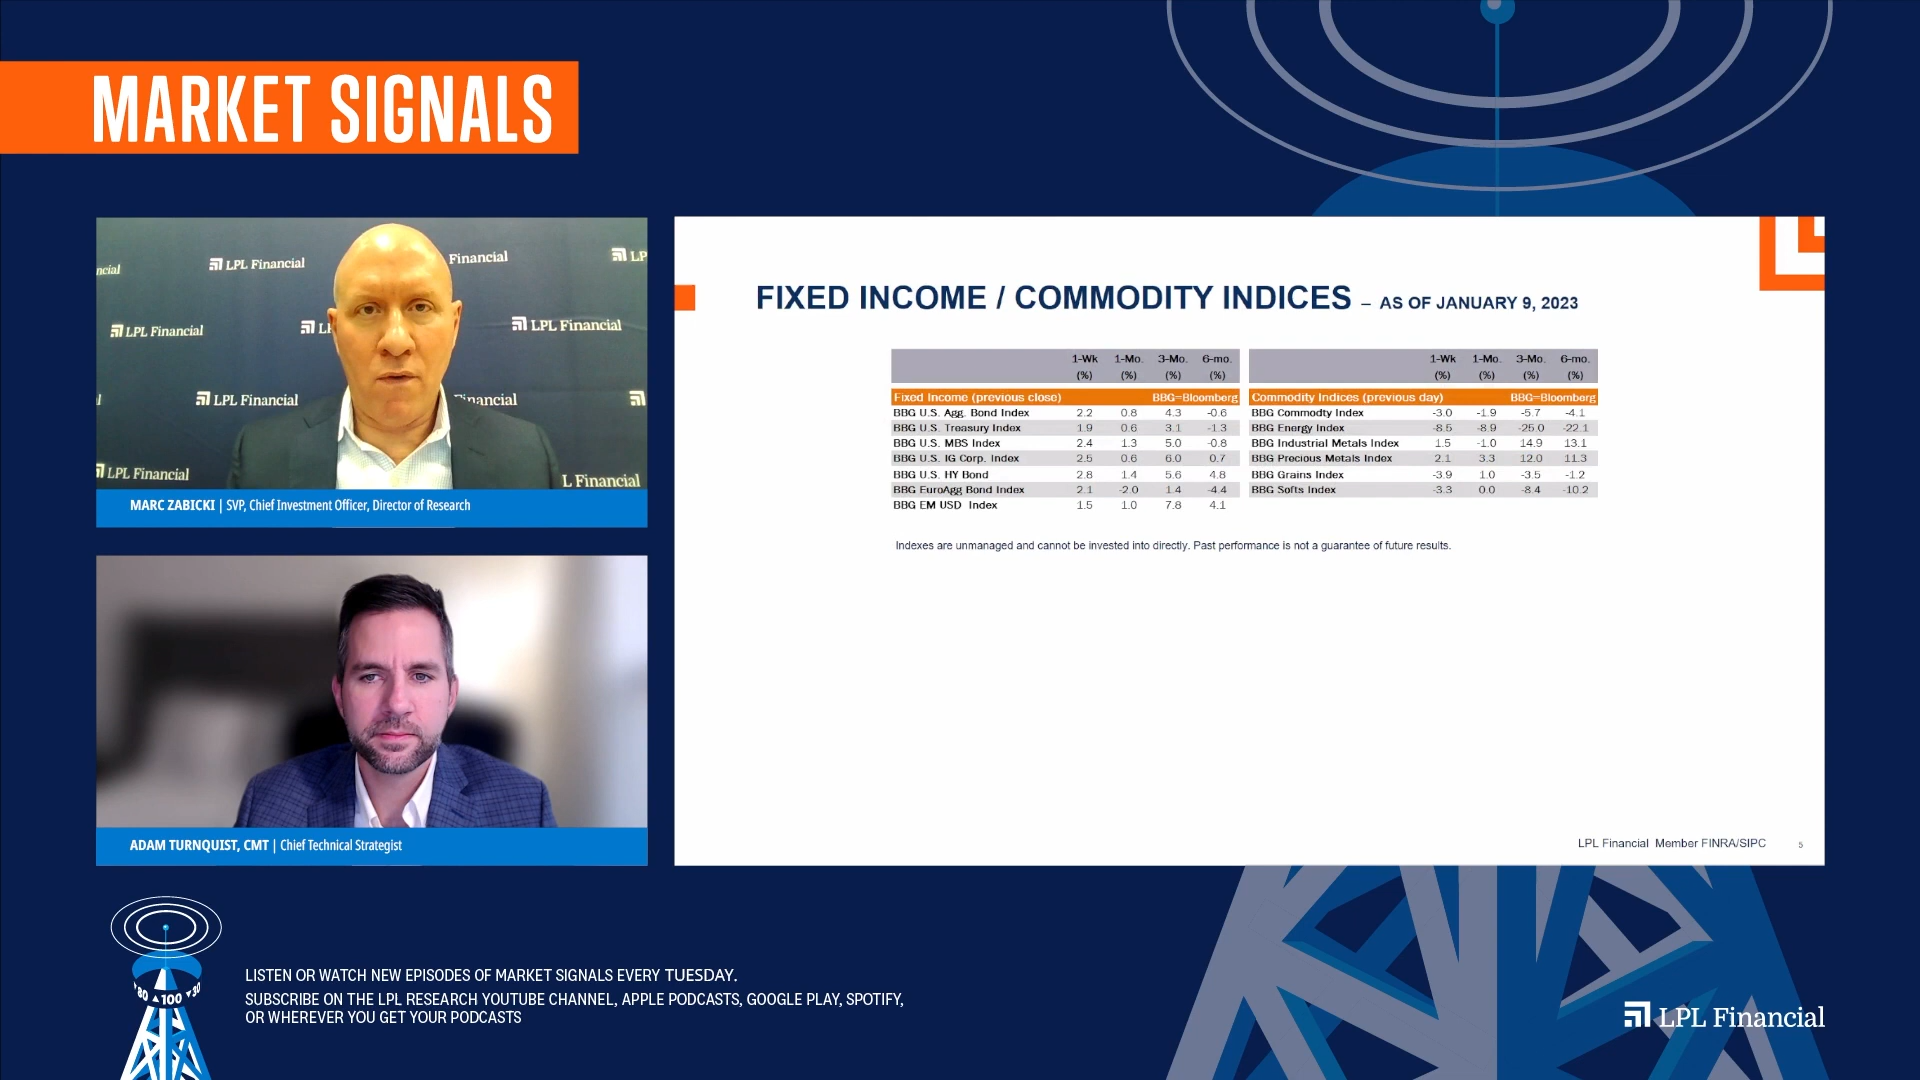 MARKET SIGNALS
ncial
LPL Financial
Financial
LP
LPL Financial
LPL Financial
LPL Financial
Financial
LPL Financial
L Financial
MARC ZABICKI | SVP, Chief Investment Officer, Director of Research
ADAM TURNQUIST, CMT | Chief Technical Strategist
FIXED INCOME / COMMODITY INDICES – AS OF JANUARY 9, 2023
1-Wk 1-Mo. 3-Mo. 6-mo.
(%) (%) (%) (%)
Fixed Income (previous close) BBG=Bloomberg
BBG U.S. Agg. Bond Index 2.2 0.8 4.3 -0.6
BBG U.S. Treasury Index 1.9 0.6 3.1 -1.3
BBG U.S. MBS Index 2.4 1.3 5.0 -0.8
BBG U.S. IG Corp. Index 2.5 0.6 6.0 0.7
BBG U.S. HY Bond 2.8 1.4 5.6 4.8
BBG EuroAgg Bond Index 2.1 -2.0 1.4 -4.4
BBG EM USD Index 1.5 1.0 7.8 4.1
1-Wk 1-Mo. 3-Mo. 6-mo.
(%) (%) (%) (%)
Commodity Indices (previous day) BBG=Bloomberg
BBG Commodty Index -3.0 -1.9 -5.7 -4.1
BBG Energy Index -8.5 -8.9 -25.0 -22.1
BBG Industrial Metals Index 1.5 -1.0 14.9 13.1
BBG Precious Metals Index 2.1 3.3 12.0 11.3
BBG Grains Index -3.9 1.0 -3.5 -1.2
BBG Softs Index -3.3 0.0 -8.4 -10.2
Indexes are unmanaged and cannot be invested into directly. Past performance is not a guarantee of future results.
LPL Financial Member FINRA/SIPC 5
80 ▲ 100 ▼ 30
LISTEN OR WATCH NEW EPISODES OF MARKET SIGNALS EVERY TUESDAY.
SUBSCRIBE ON THE LPL RESEARCH YOUTUBE CHANNEL, APPLE PODCASTS, GOOGLE PLAY, SPOTIFY,
OR WHEREVER YOU GET YOUR PODCASTS
LPL Financial